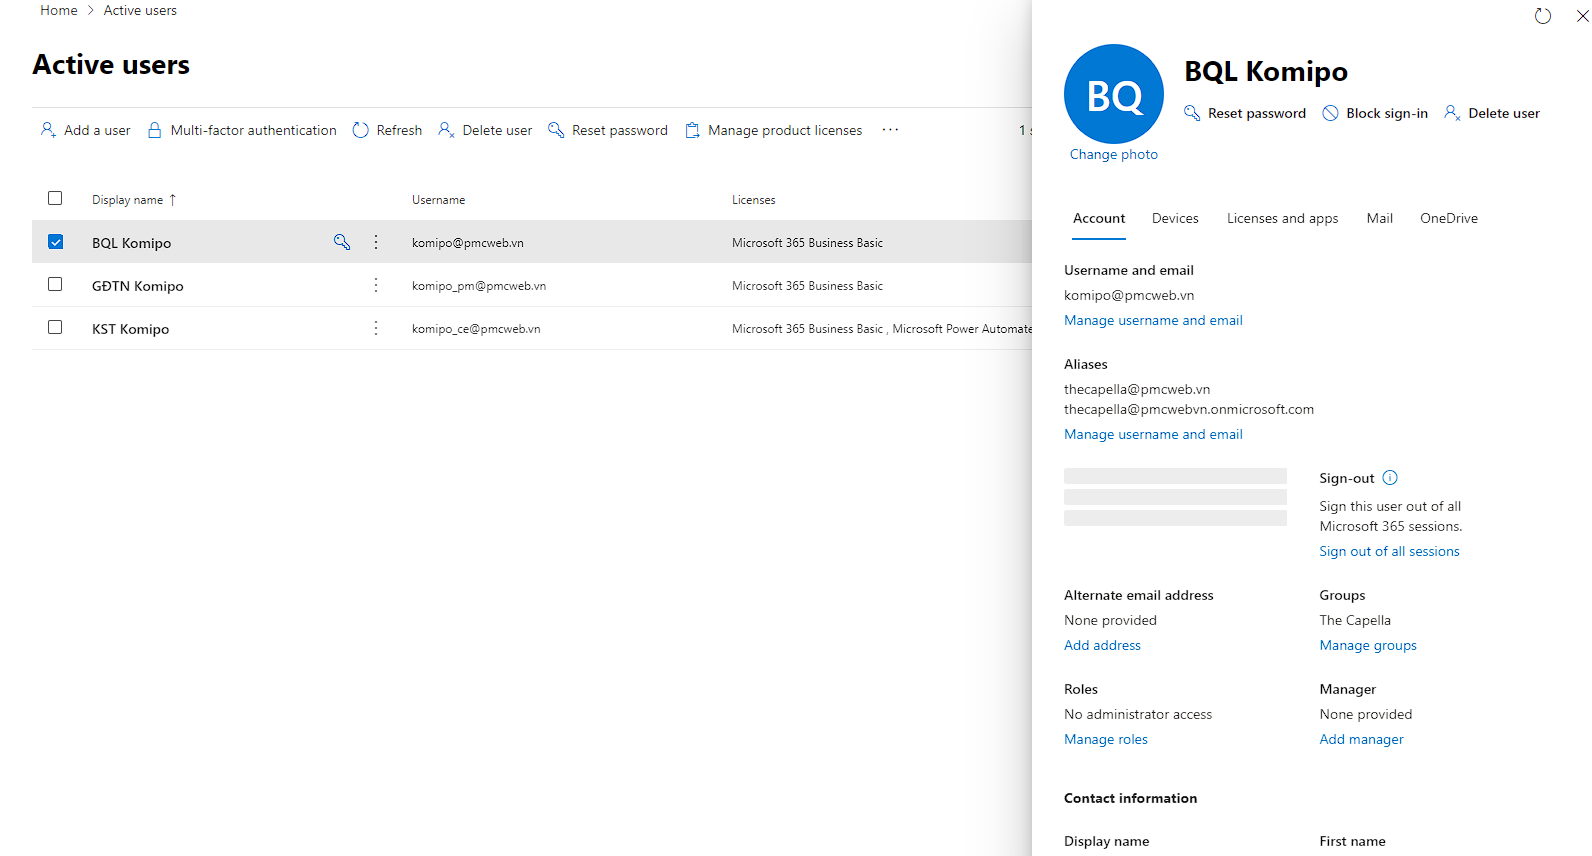 Home > Active users
Active users
Add a user Multi-factor authentication Refresh Delete user Reset password Manage product licenses ··· 1
Display name ↑ Username Licenses
BQL Komipo komipo@pmcweb.vn Microsoft 365 Business Basic
GĐTN Komipo komipo_pm@pmcweb.vn Microsoft 365 Business Basic
KST Komipo komipo_ce@pmcweb.vn Microsoft 365 Business Basic , Microsoft Power Automate
BQ
BQL Komipo
Reset password Block sign-in Delete user
Change photo
Account Devices Licenses and apps Mail OneDrive
Username and email
komipo@pmcweb.vn
Manage username and email
Aliases
thecapella@pmcweb.vn
thecapella@pmcwebvn.onmicrosoft.com
Manage username and email
Sign-out
Sign this user out of all
Microsoft 365 sessions.
Sign out of all sessions
Alternate email address
None provided
Add address
Groups
The Capella
Manage groups
Roles
No administrator access
Manage roles
Manager
None provided
Add manager
Contact information
Display name First name